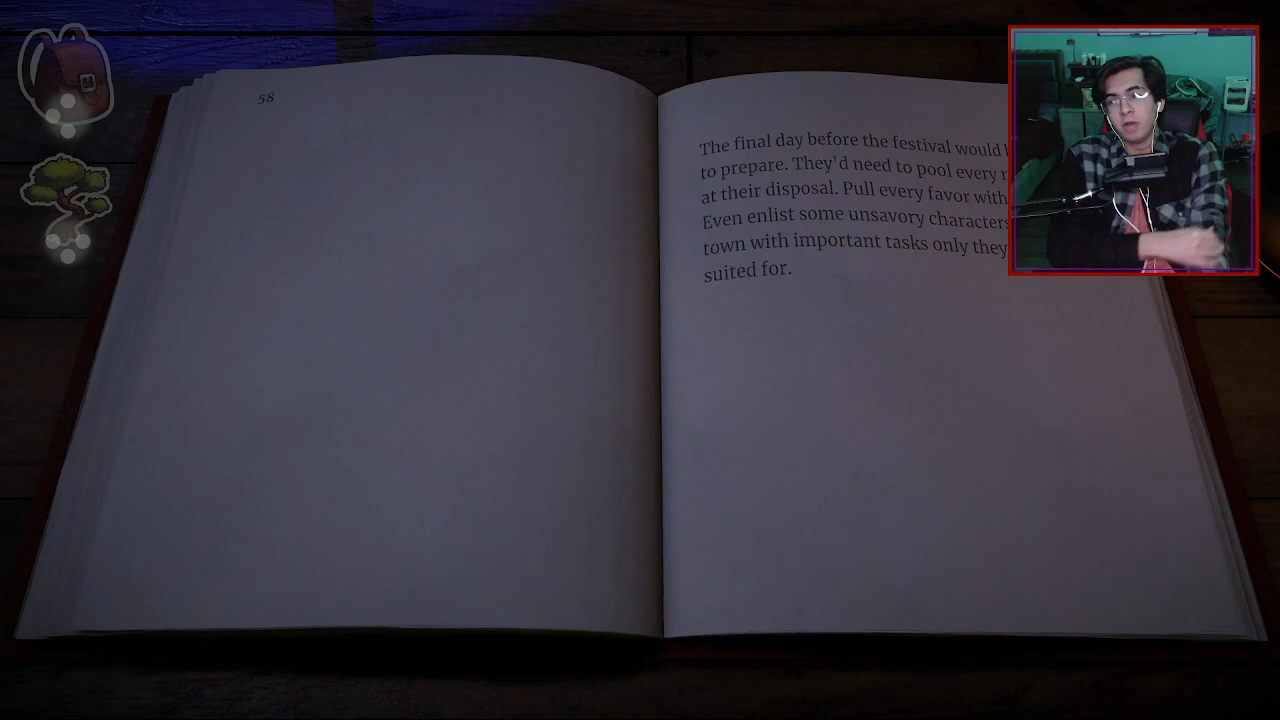 58
The final day before the festival would
to prepare. They'd need to pool every
at their disposal. Pull every favor with
Even enlist some unsavory characters
town with important tasks only they
suited for.